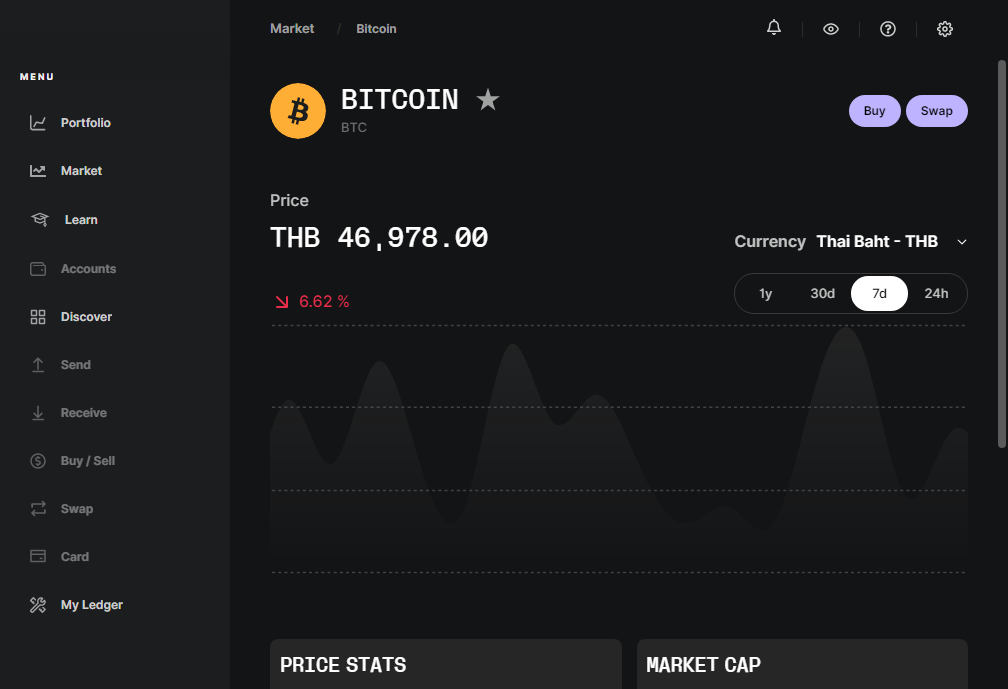 Market / Bitcoin
MENU
Portfolio
Market
Learn
Accounts
Discover
Send
Receive
Buy / Sell
Swap
Card
My Ledger
BITCOIN
BTC
Buy
Swap
Price
THB 46,978.00
Currency Thai Baht - THB
6.62 %
1y 30d 7d 24h
PRICE STATS
MARKET CAP